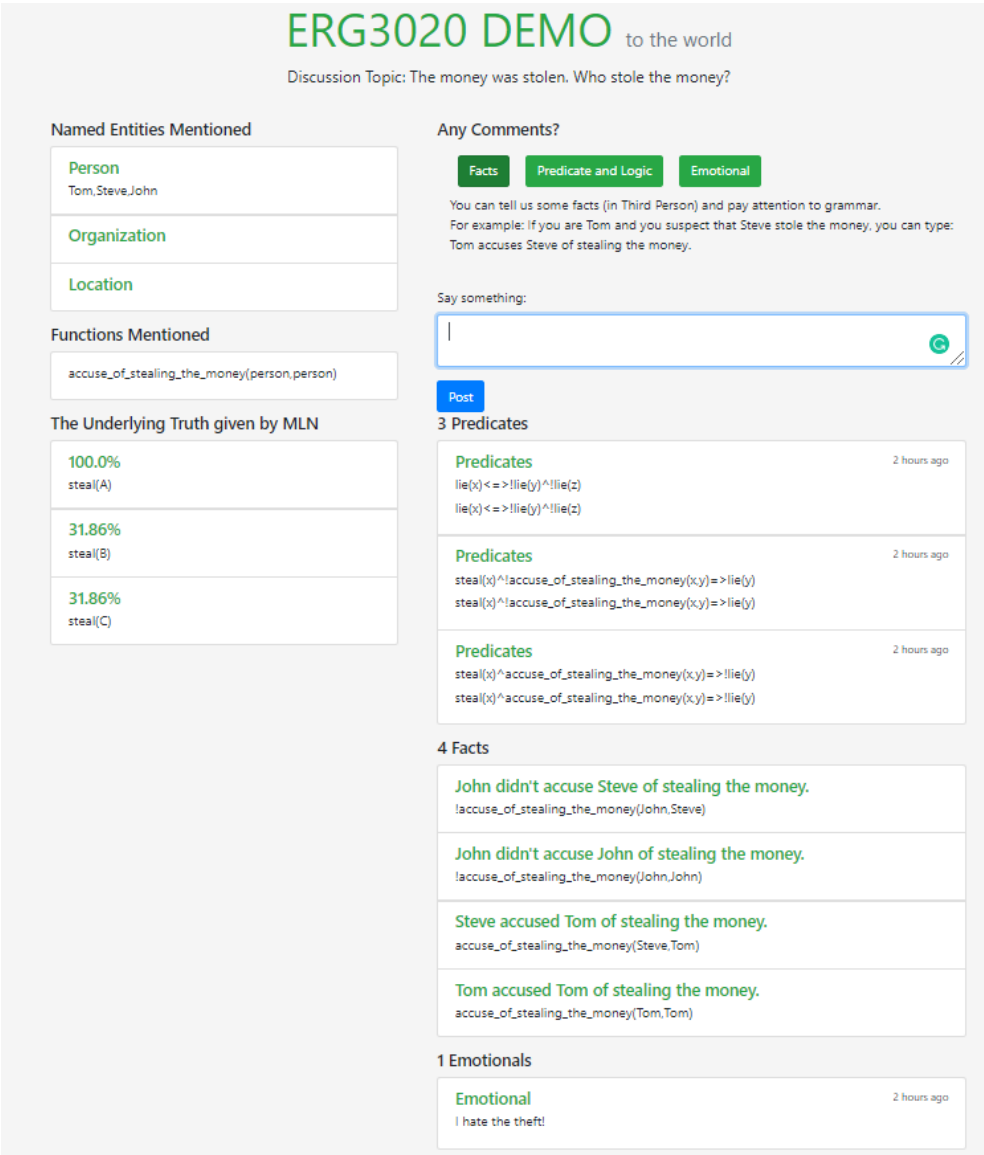 ERG3020 DEMO to the world
Discussion Topic: The money was stolen. Who stole the money?
Named Entities Mentioned
Person
Tom,Steve,John
Organization
Location
Functions Mentioned
accuse_of_stealing_the_money(person,person)
The Underlying Truth given by MLN
100.0%
steal(A)
31.86%
steal(B)
31.86%
steal(C)
Any Comments?
Facts
Predicate and Logic
Emotional
You can tell us some facts (in Third Person) and pay attention to grammar.
For example: If you are Tom and you suspect that Steve stole the money, you can type:
Tom accuses Steve of stealing the money.
Say something:
Post
3 Predicates
Predicates 2 hours ago
lie(x)<=>!lie(y)^!lie(z)
lie(x)<=>!lie(y)^!lie(z)
Predicates 2 hours ago
steal(x)^!accuse_of_stealing_the_money(x,y)=>lie(y)
steal(x)^!accuse_of_stealing_the_money(x,y)=>lie(y)
Predicates 2 hours ago
steal(x)^accuse_of_stealing_the_money(x,y)=>!lie(y)
steal(x)^accuse_of_stealing_the_money(x,y)=>!lie(y)
4 Facts
John didn't accuse Steve of stealing the money.
!accuse_of_stealing_the_money(John,Steve)
John didn't accuse John of stealing the money.
!accuse_of_stealing_the_money(John,John)
Steve accused Tom of stealing the money.
accuse_of_stealing_the_money(Steve,Tom)
Tom accused Tom of stealing the money.
accuse_of_stealing_the_money(Tom,Tom)
1 Emotionals
Emotional 2 hours ago
I hate the theft!